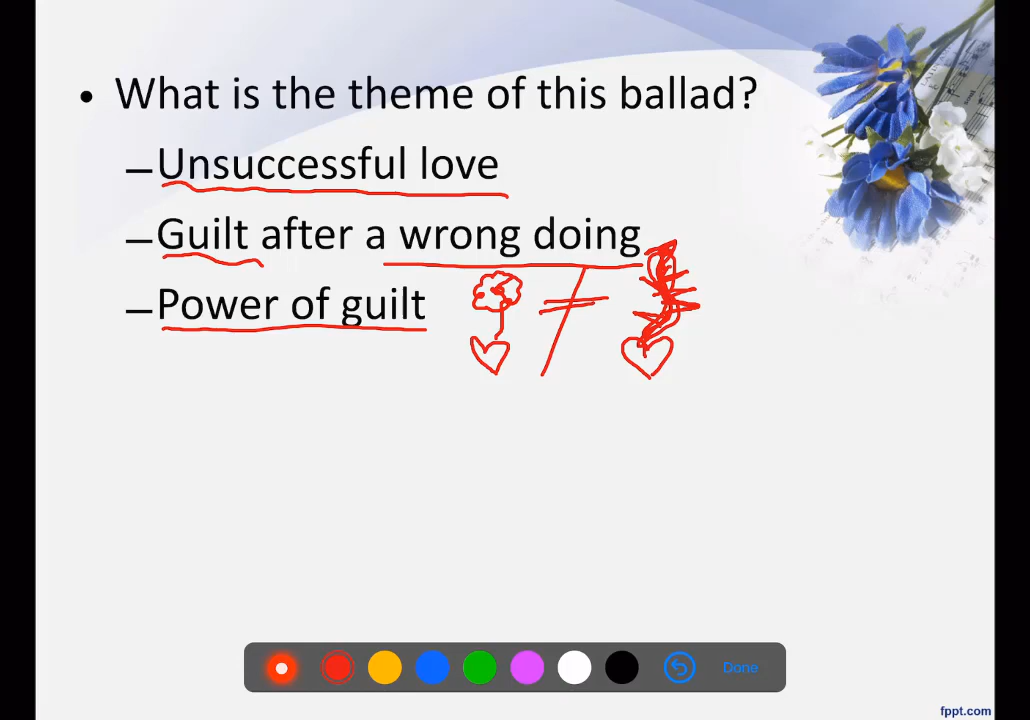 • What is the theme of this ballad?
–Unsuccessful love
–Guilt after a wrong doing
–Power of guilt
Done
fppt.com